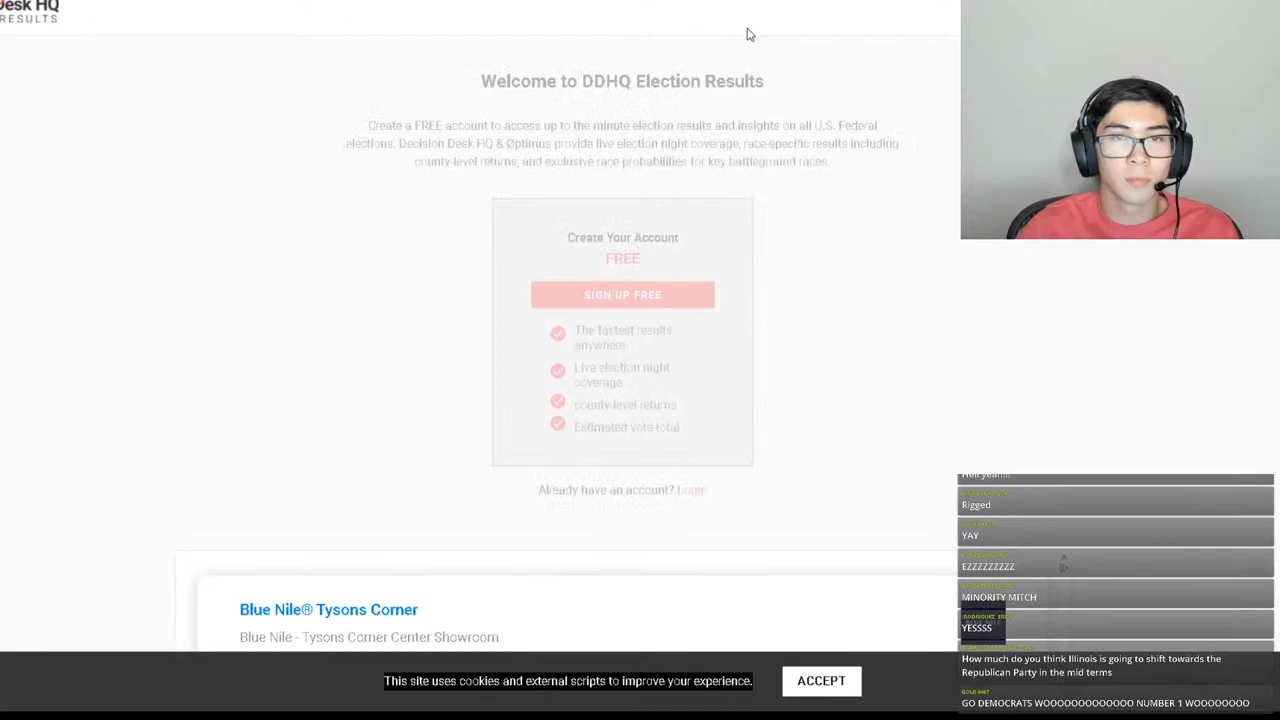 Desk HQ
RESULTS
Welcome to DDHQ Election Results
Create a FREE account to access up to the minute election results and insights on all U.S. Federal
elections. Decision Desk HQ & Øptimus provide live election night coverage, race-specific results including
county-level returns, and exclusive race probabilities for key battleground races.
Create Your Account
FREE
SIGN-UP FREE
The fastest results
anywhere
Live election night
coverage
county-level returns
Estimated vote total
Already have an account? Login
Blue Nile® Tysons Corner
Blue Nile - Tysons Corner Center Showroom
This site uses cookies and external scripts to improve your experience.
ACCEPT
Hell yeah!!!
Rigged
YAY
EZZZZZZZZZ
MINORITY MITCH
YESSSS
How much do you think Illinois is going to shift towards the
Republican Party in the mid terms
GO DEMOCRATS WOOOOOOOOOOOOO NUMBER 1 WOOOOOOOO